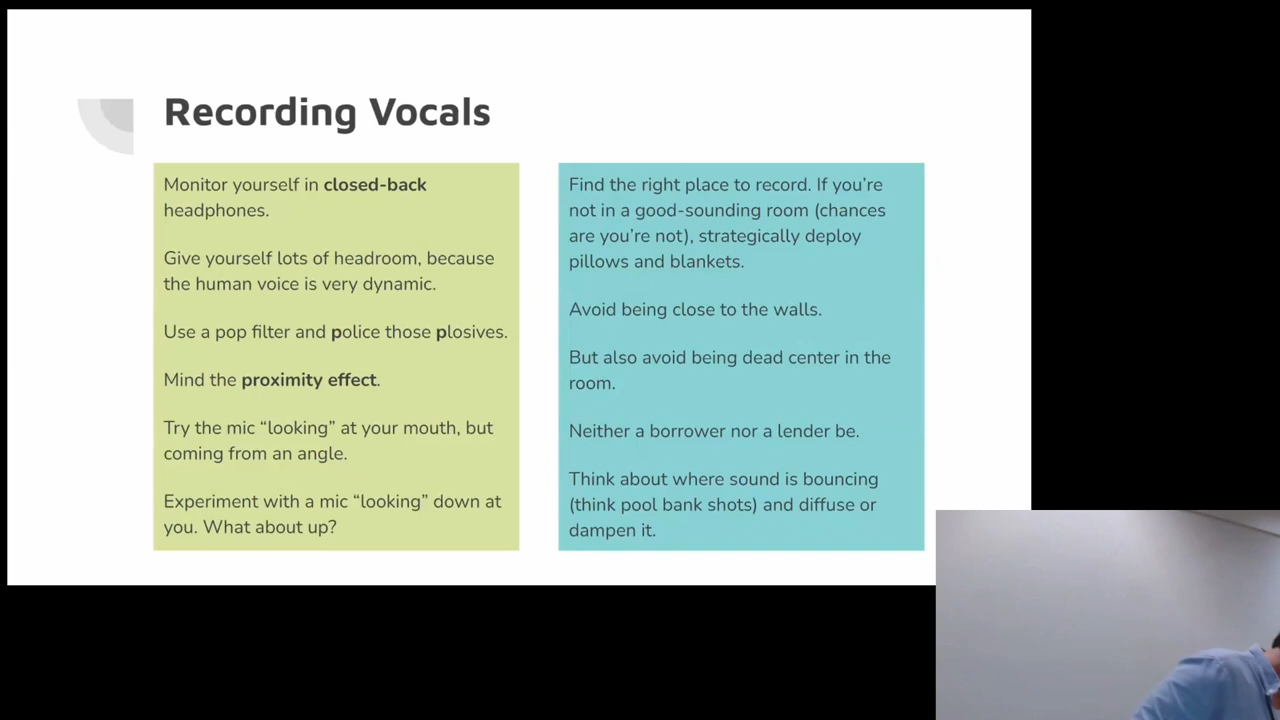 Recording Vocals
Monitor yourself in closed-back
headphones.
Give yourself lots of headroom, because
the human voice is very dynamic.
Use a pop filter and police those plosives.
Mind the proximity effect.
Try the mic “looking” at your mouth, but
coming from an angle.
Experiment with a mic “looking” down at
you. What about up?
Find the right place to record. If you’re
not in a good-sounding room (chances
are you’re not), strategically deploy
pillows and blankets.
Avoid being close to the walls.
But also avoid being dead center in the
room.
Neither a borrower nor a lender be.
Think about where sound is bouncing
(think pool bank shots) and diffuse or
dampen it.